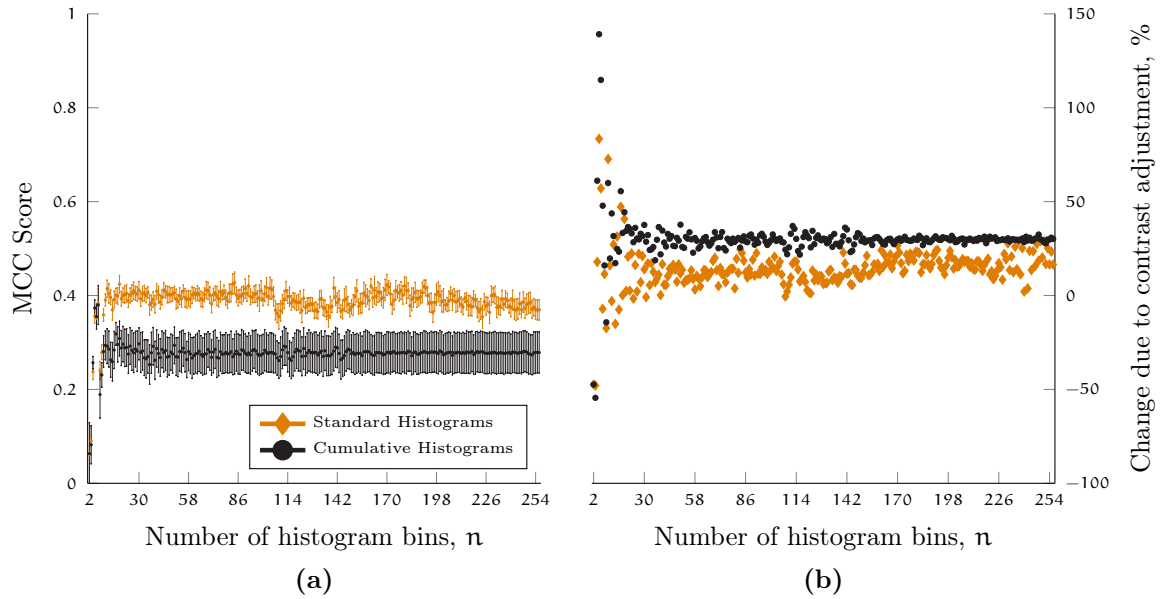 1
0.8
0.6
0.4
0.2
0
MCC Score
2 30 58 86 114 142 170 198 226 254
Number of histogram bins, n
(a)
Standard Histograms
Cumulative Histograms
150
100
50
0
−50
−100
Change due to contrast adjustment, %
2 30 58 86 114 142 170 198 226 254
Number of histogram bins, n
(b)